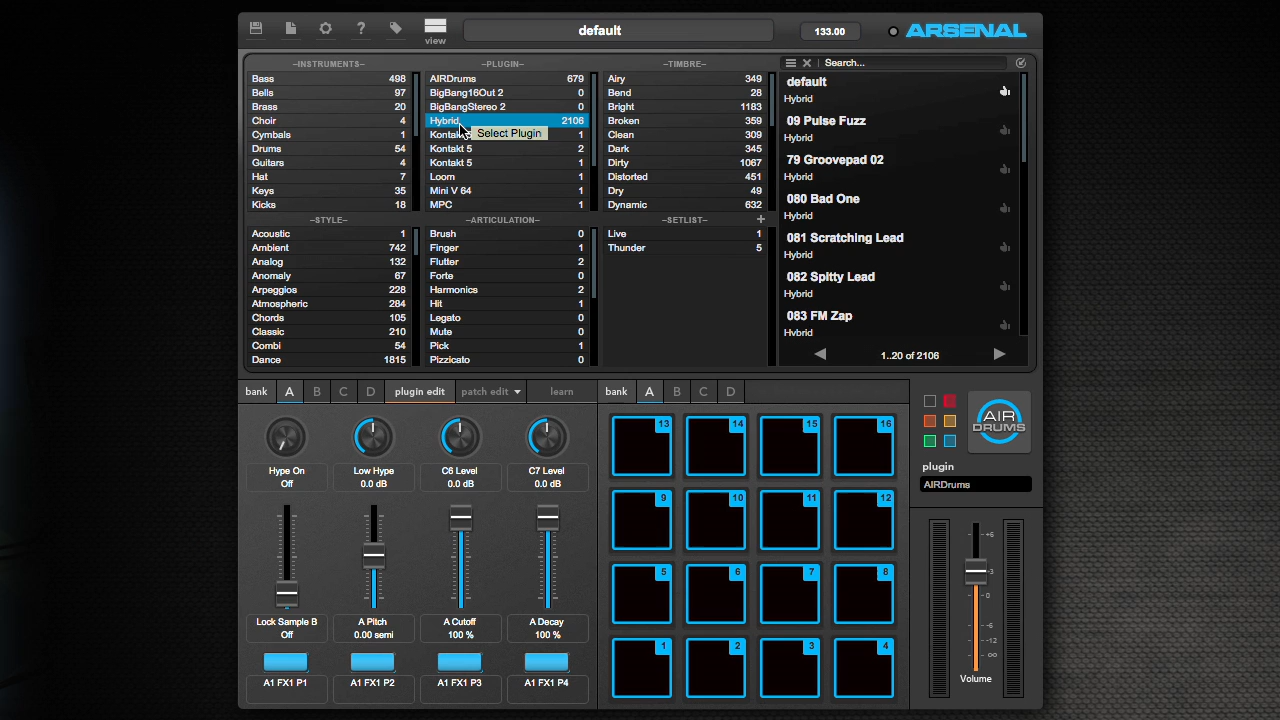 view
default
133.00
ARSENAL
–INSTRUMENTS–
Bass 498
Bells 97
Brass 20
Choir 4
Cymbals 1
Drums 54
Guitars 4
Hat 7
Keys 35
Kicks 18
–PLUGIN–
AIRDrums 679
BigBang16Out 2 0
BigBangStereo 2 0
Hybrid 2106
Select Plugin
1
Kontakt 5 2
Kontakt 5 1
Loom 1
Mini V 64 1
MPC 1
–TIMBRE–
Airy 349
Bend 28
Bright 1183
Broken 359
Clean 309
Dark 345
Dirty 1067
Distorted 451
Dry 49
Dynamic 632
–STYLE–
Acoustic 1
Ambient 742
Analog 132
Anomaly 67
Arpeggios 228
Atmospheric 284
Chords 105
Classic 210
Combi 54
Dance 1815
–ARTICULATION–
Brush 0
Finger 1
Flutter 2
Forte 0
Harmonics 2
Hit 1
Legato 0
Mute 0
Pick 1
Pizzicato 0
–SETLIST– +
Live 1
Thunder 5
Search...
default
Hybrid
09 Pulse Fuzz
Hybrid
79 Groovepad 02
Hybrid
080 Bad One
Hybrid
081 Scratching Lead
Hybrid
082 Spitty Lead
Hybrid
083 FM Zap
Hybrid
1..20 of 2106
bank A B C D plugin edit patch edit learn
Hype On
Off
Low Hype
0.0 dB
C6 Level
0.0 dB
C7 Level
0.0 dB
Lock Sample B
Off
A Pitch
0.00 semi
A Cutoff
100 %
A Decay
100 %
A1 FX1 P1
A1 FX1 P2
A1 FX1 P3
A1 FX1 P4
bank A B C D
13 14 15 16
9 10 11 12
5 6 7 8
1 2 3 4
AIR
DRUMS
plugin
AIRDrums
+6
-3
-0
-6
-12
∞
Volume